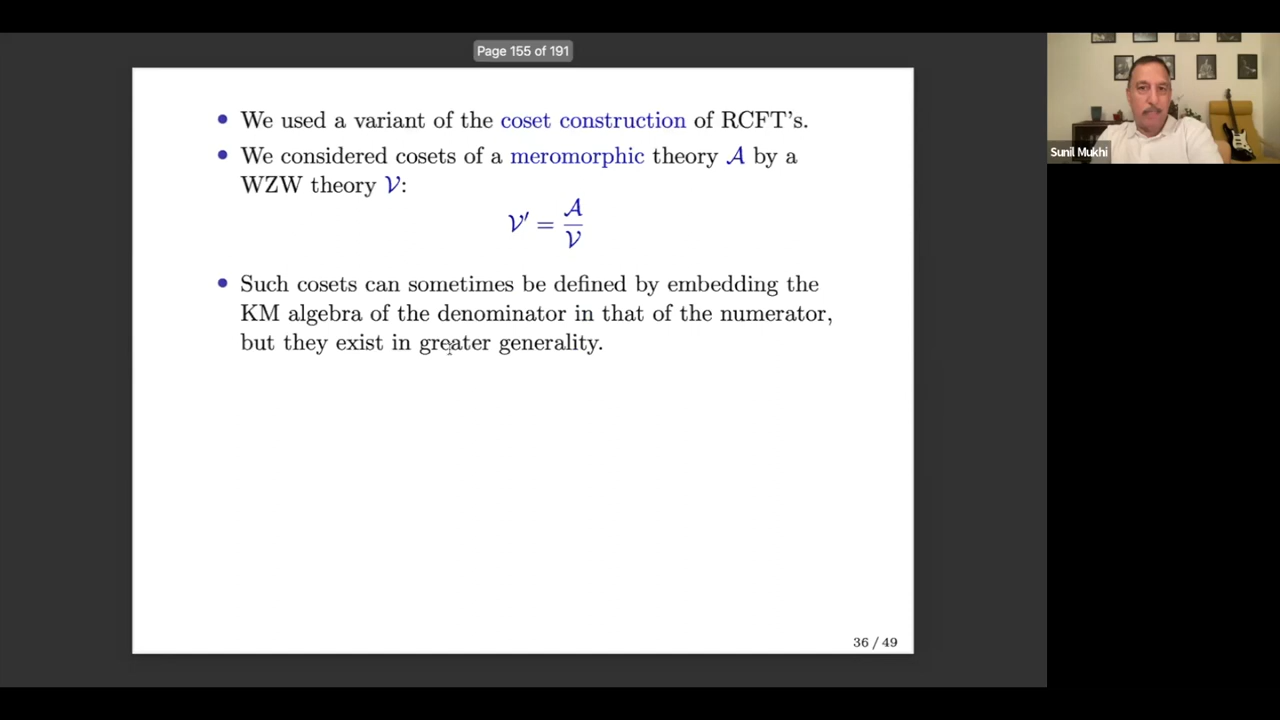 Page 155 of 191
• We used a variant of the coset construction of RCFT's.
• We considered cosets of a meromorphic theory 𝒜 by a
WZW theory 𝒱:
𝒱′ = 𝒜/𝒱
• Such cosets can sometimes be defined by embedding the
KM algebra of the denominator in that of the numerator,
but they exist in greater generality.
36 / 49
Sunil Mukhi